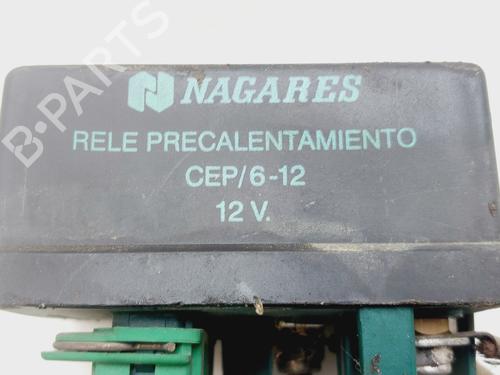 NAGARES
RELE PRECALENTAMIENTO
CEP/6-12
12 V.
B-PARTS